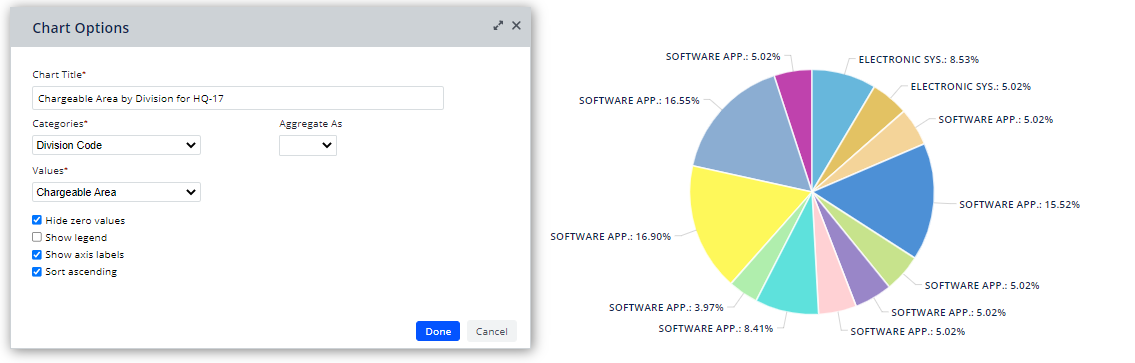 Chart Options
Chart Title*
Chargeable Area by Division for HQ-17
Categories*
Aggregate As
Division Code
Values*
Chargeable Area
Hide zero values
Show legend
Show axis labels
Sort ascending
Done
Cancel
SOFTWARE APP.: 5.02%
ELECTRONIC SYS.: 8.53%
ELECTRONIC SYS.: 5.02%
SOFTWARE APP.: 16.55%
SOFTWARE APP.: 5.02%
SOFTWARE APP.: 15.52%
SOFTWARE APP.: 16.90%
SOFTWARE APP.: 5.02%
SOFTWARE APP.: 3.97%
SOFTWARE APP.: 5.02%
SOFTWARE APP.: 8.41%
SOFTWARE APP.: 5.02%